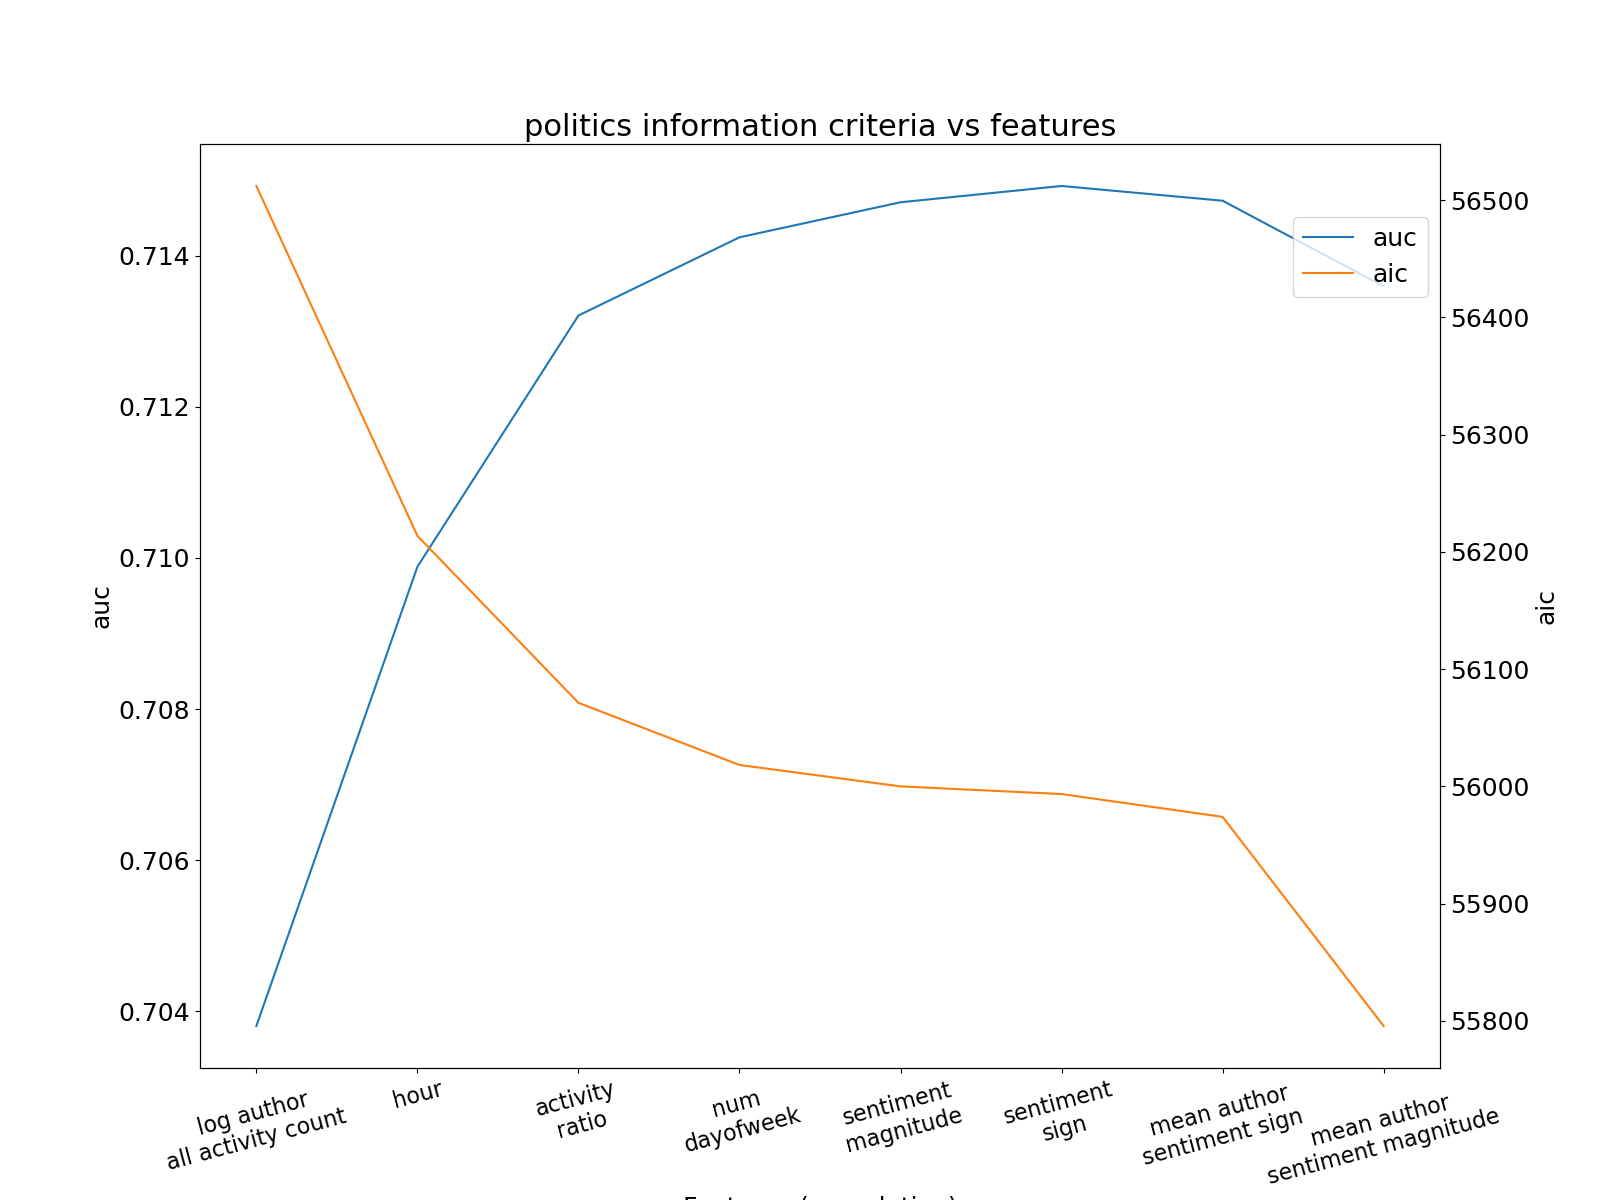 politics information criteria vs features
auc
aic
0.714
0.712
0.710
0.708
0.706
0.704
auc
56500
56400
56300
56200
56100
56000
55900
55800
aic
log author
all activity count
hour
activity
ratio
num
dayofweek
sentiment
magnitude
sentiment
sign
mean author
sentiment sign
mean author
sentiment magnitude